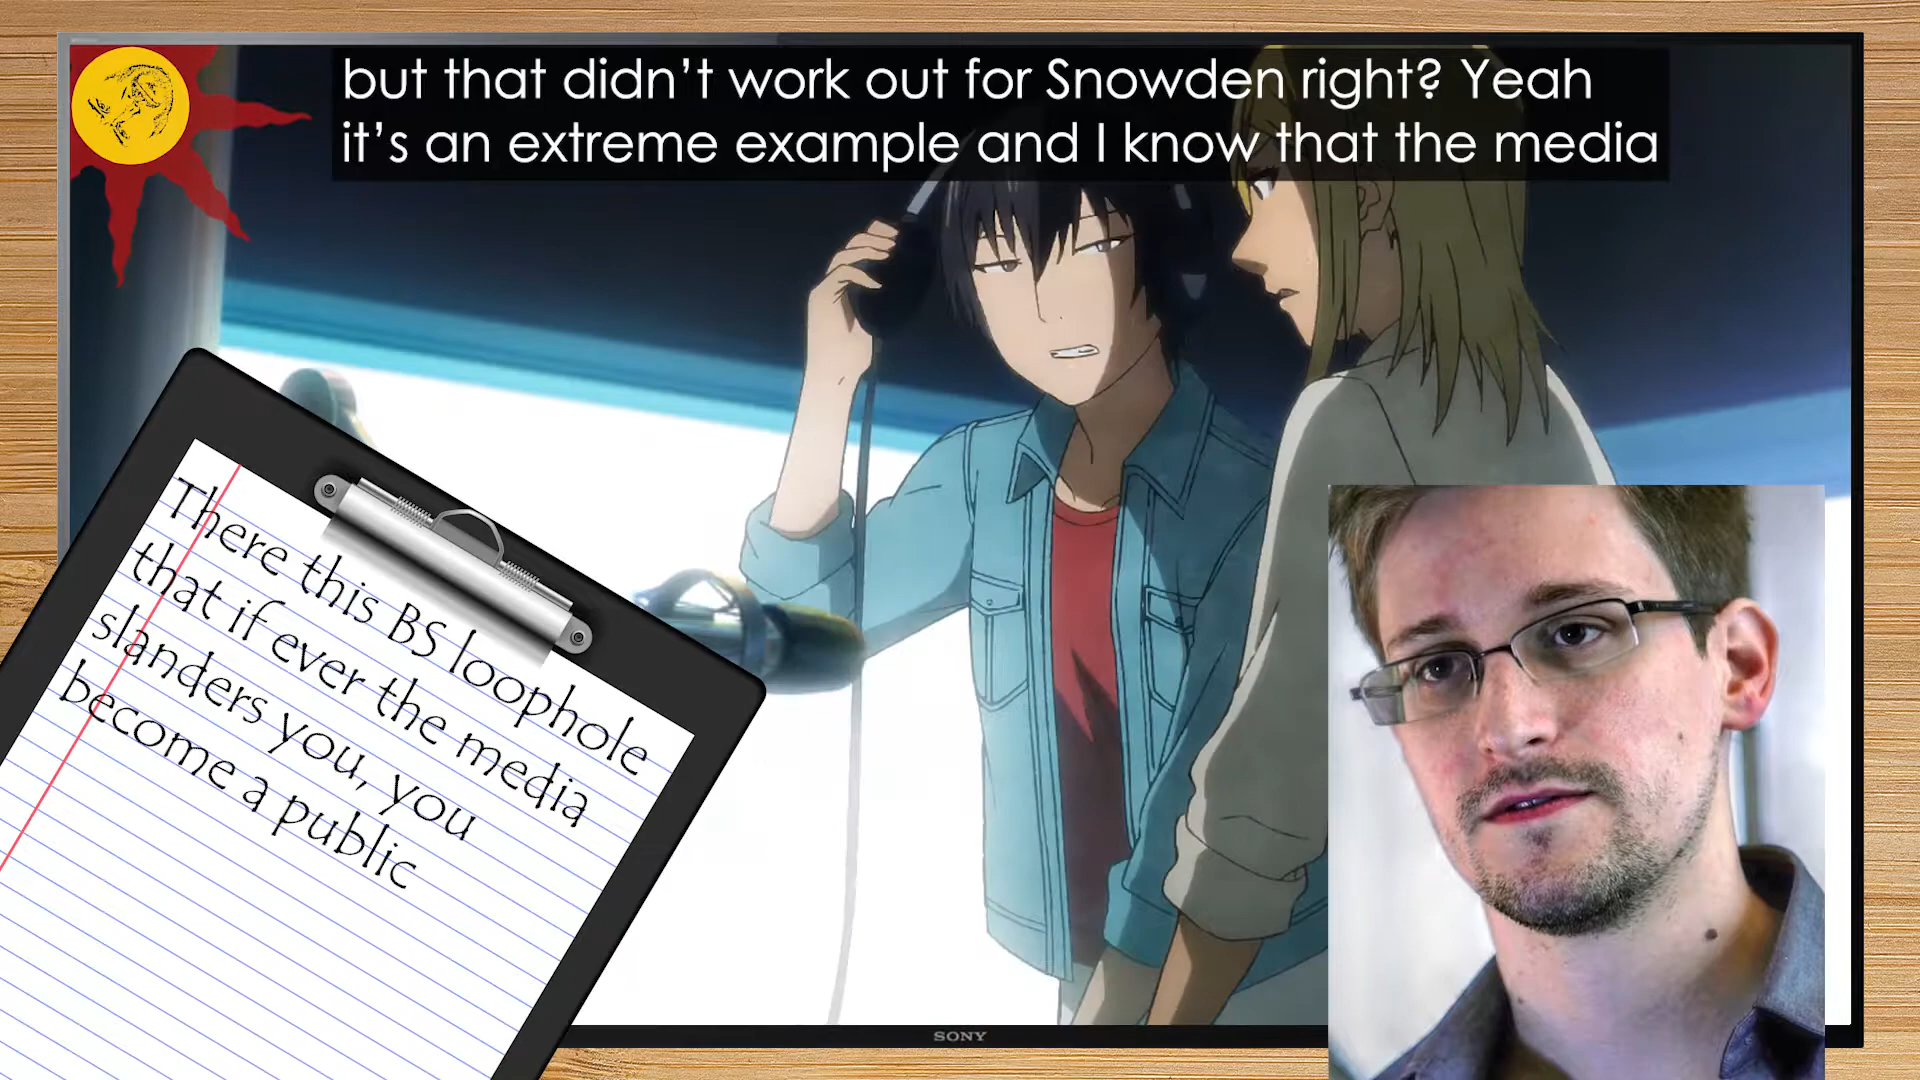 but that didn’t work out for Snowden right? Yeah
it’s an extreme example and I know that the media
There this BS loophole
that if ever the media
slanders you, you
become a public
SONY